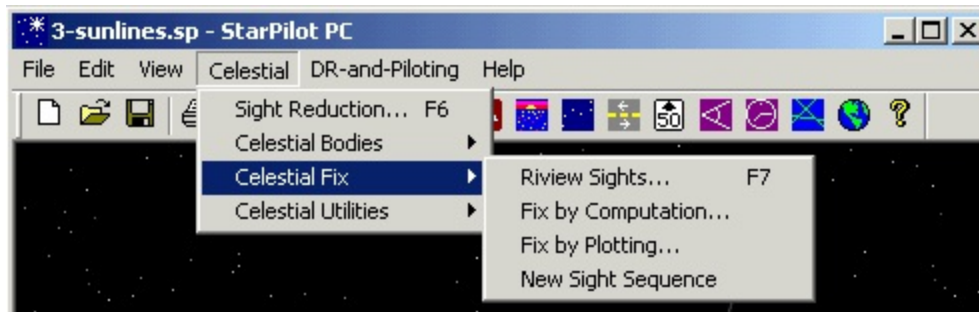 3-sunlines.sp - StarPilot PC
File Edit View Celestial DR-and-Piloting Help
50 ?
Sight Reduction... F6
Celestial Bodies
Celestial Fix
Celestial Utilities
Riview Sights... F7
Fix by Computation...
Fix by Plotting...
New Sight Sequence